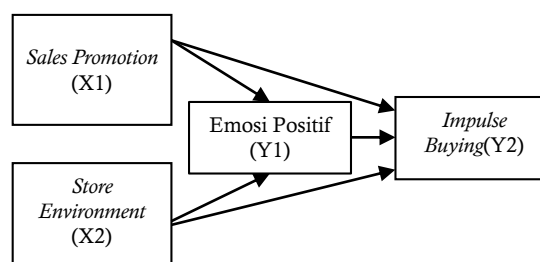 Sales Promotion
(X1)
Emosi Positif
(Y1)
Impulse
Buying(Y2)
Store
Environment
(X2)